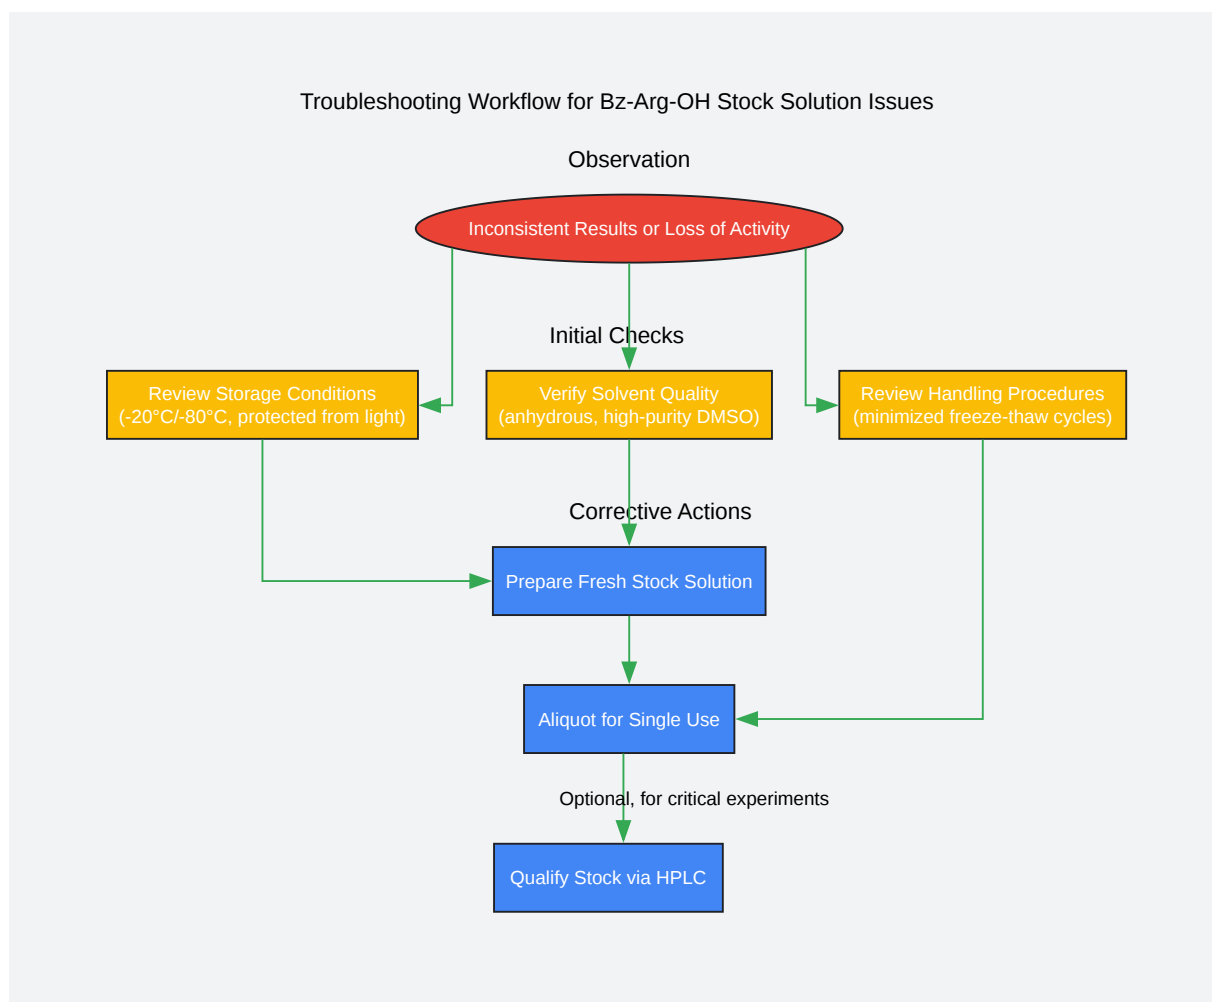 Troubleshooting Workflow for Bz-Arg-OH Stock Solution Issues
Observation
Inconsistent Results or Loss of Activity
Initial Checks
Review Storage Conditions
(-20°C/-80°C, protected from light)
Verify Solvent Quality
(anhydrous, high-purity DMSO)
Review Handling Procedures
(minimized freeze-thaw cycles)
Corrective Actions
Prepare Fresh Stock Solution
Aliquot for Single Use
Optional, for critical experiments
Qualify Stock via HPLC